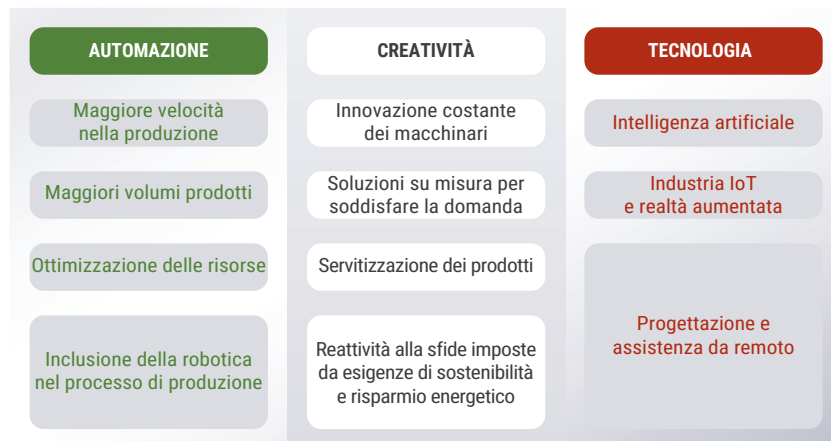 AUTOMAZIONE
Maggiore velocità
nella produzione
Maggiori volumi prodotti
Ottimizzazione delle risorse
Inclusione della robotica
nel processo di produzione
CREATIVITÀ
Innovazione costante
dei macchinari
Soluzioni su misura per
soddisfare la domanda
Servitizzazione dei prodotti
Reattività alla sfide imposte
da esigenze di sostenibilità
e risparmio energetico
TECNOLOGIA
Intelligenza artificiale
Industria IoT
e realtà aumentata
Progettazione e
assistenza da remoto